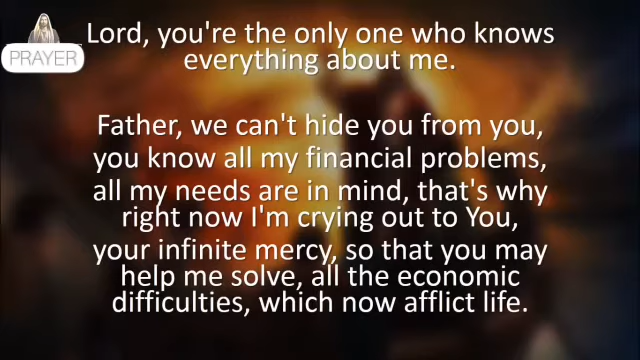 PRAYER
Lord, you're the only one who knows
everything about me.
Father, we can't hide you from you,
you know all my financial problems,
all my needs are in mind, that's why
right now I'm crying out to You,
your infinite mercy, so that you may
help me solve, all the economic
difficulties, which now afflict life.